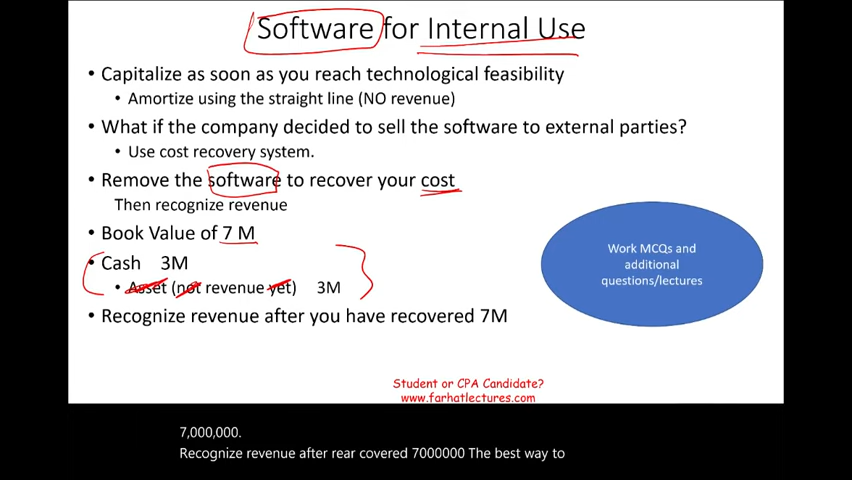 Software for Internal Use
• Capitalize as soon as you reach technological feasibility
• Amortize using the straight line (NO revenue)
• What if the company decided to sell the software to external parties?
• Use cost recovery system.
• Remove the software to recover your cost
Then recognize revenue
• Book Value of 7 M
• Cash 3M
• Asset (not revenue yet) 3M
• Recognize revenue after you have recovered 7M
Work MCQs and
additional
questions/lectures
Student or CPA Candidate?
www.farhatlectures.com
7,000,000.
Recognize revenue after rear covered 7000000 The best way to